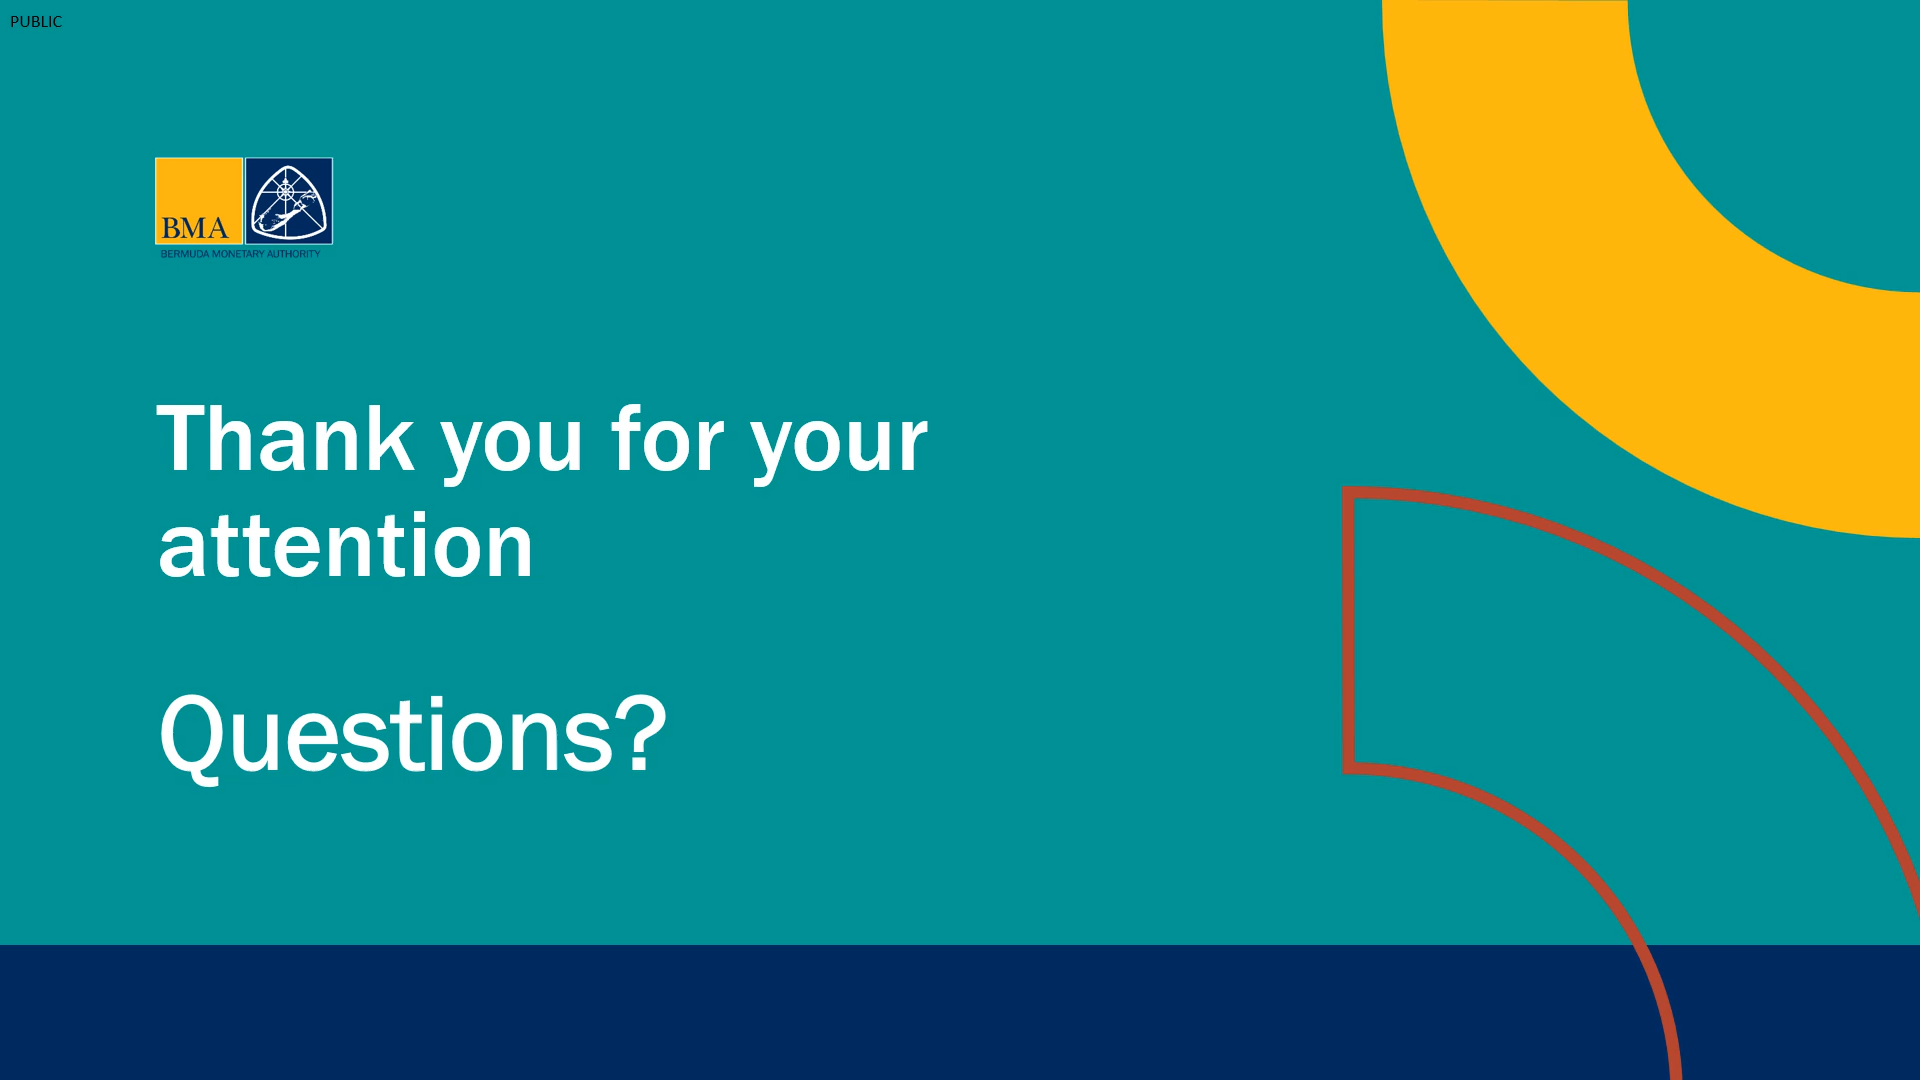 PUBLIC
BMA
BERMUDA MONETARY AUTHORITY
Thank you for your
attention
Questions?